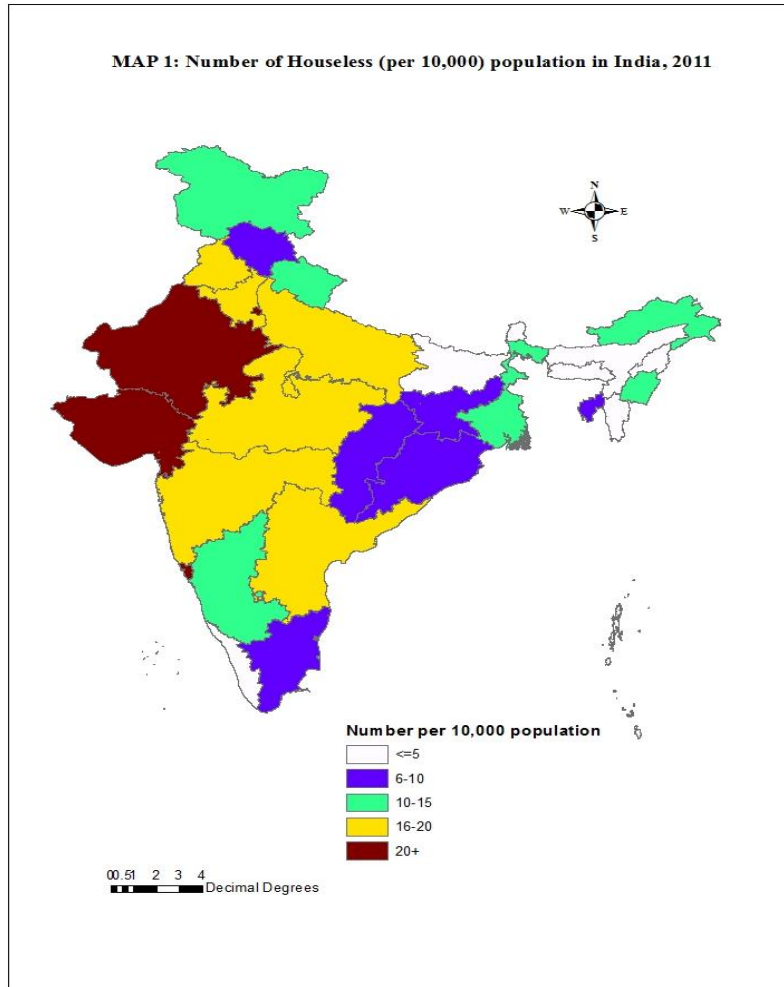 MAP 1: Number of Houseless (per 10,000) population in India, 2011
N
W E
S
Number per 10,000 population
<=5
6-10
10-15
16-20
20+
00.51 2 3 4 Decimal Degrees